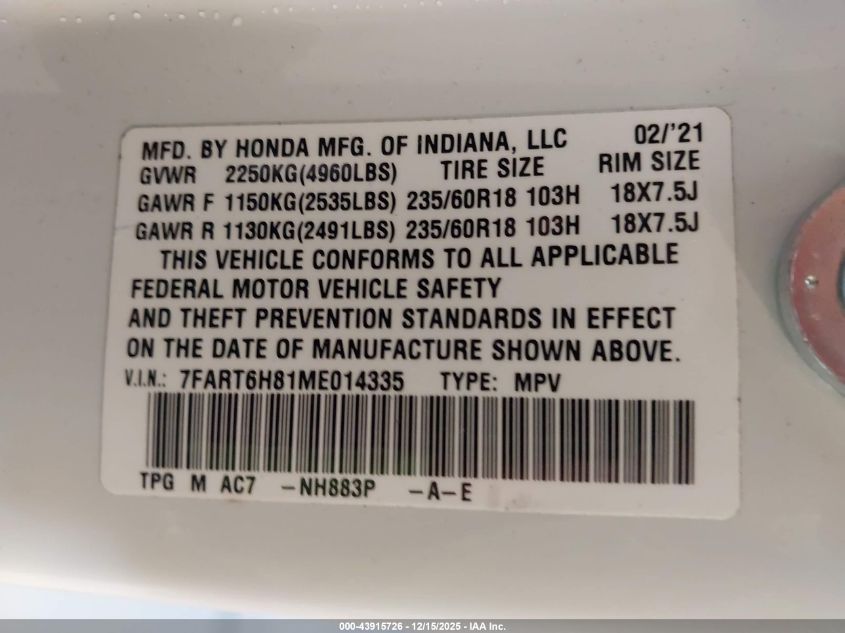 MFD. BY HONDA MFG. OF INDIANA, LLC 02/'21
GVWR 2250KG(4960LBS) TIRE SIZE RIM SIZE
GAWR F 1150KG(2535LBS) 235/60R18 103H 18X7.5J
GAWR R 1130KG(2491LBS) 235/60R18 103H 18X7.5J
THIS VEHICLE CONFORMS TO ALL APPLICABLE
FEDERAL MOTOR VEHICLE SAFETY
AND THEFT PREVENTION STANDARDS IN EFFECT
ON THE DATE OF MANUFACTURE SHOWN ABOVE.
V.I.N.: 7FART6H81ME014335 TYPE: MPV
TPG M AC7 -NH883P -A-E
000-43915726 - 12/15/2025 - IAA Inc.